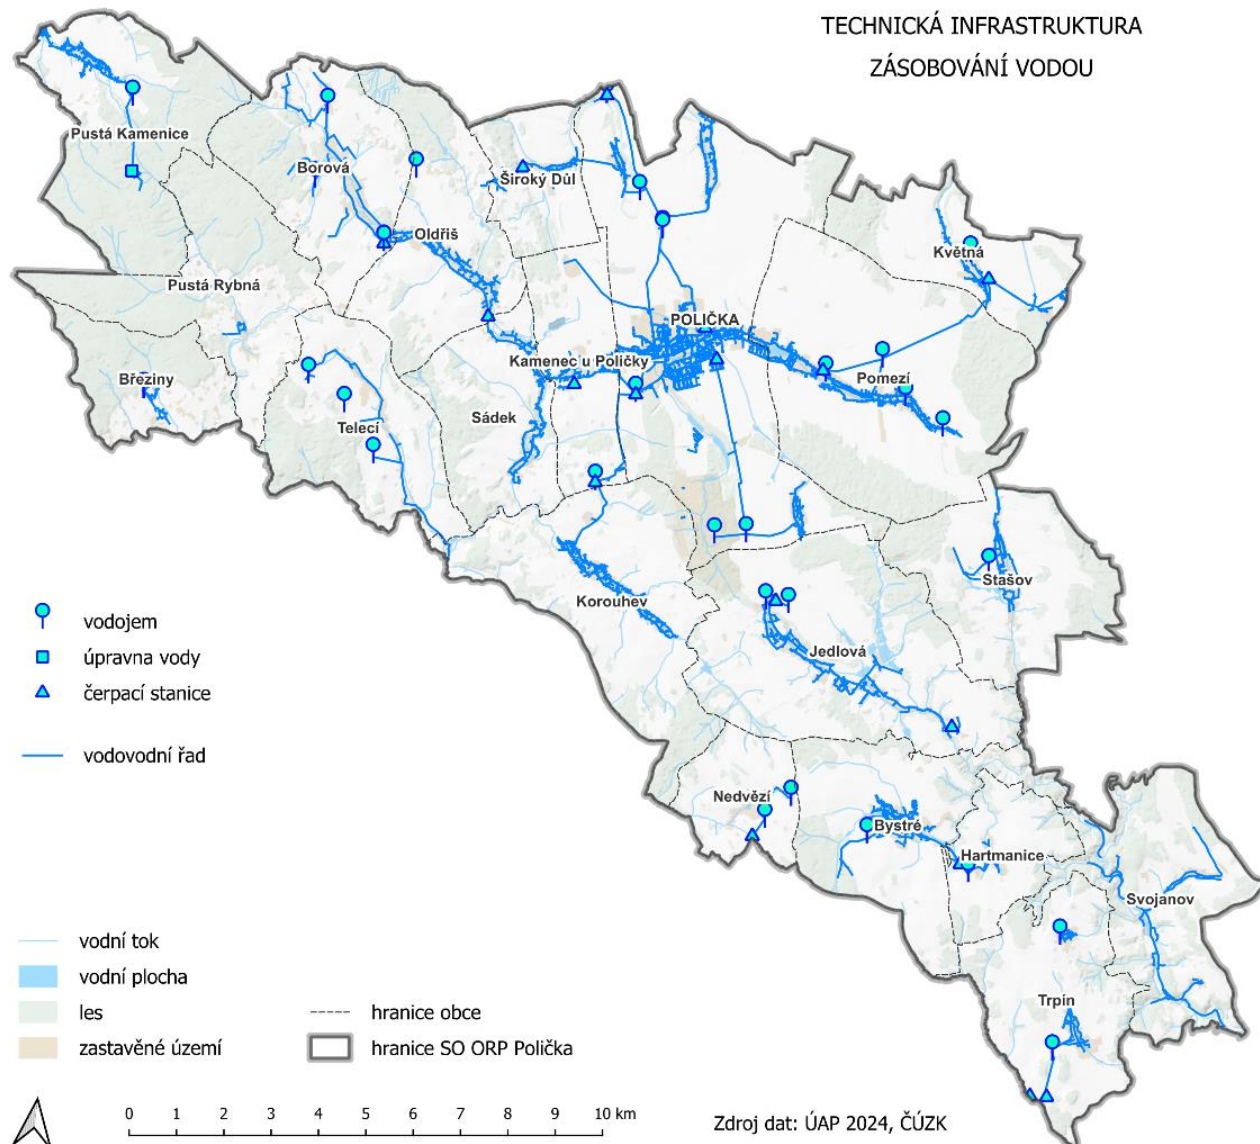 TECHNICKÁ INFRASTRUKTURA
ZÁSOBOVÁNÍ VODOU
Pustá Kamenice
Borová
Široký Důl
Oldřiš
Květná
Pustá Rybná
POLIČKA
Kamenec u Poličky
Březiny
Pomezí
Telecí
Sádek
Stašov
Korouhev
Jedlová
Nedvězí
Bystré
Hartmanice
Svojanov
Trpín
vodojem
úpravna vody
čerpací stanice
vodovodní řad
vodní tok
vodní plocha
les
zastavěné území
hranice obce
hranice SO ORP Polička
0 1 2 3 4 5 6 7 8 9 10 km
Zdroj dat: ÚAP 2024, ČÚZK